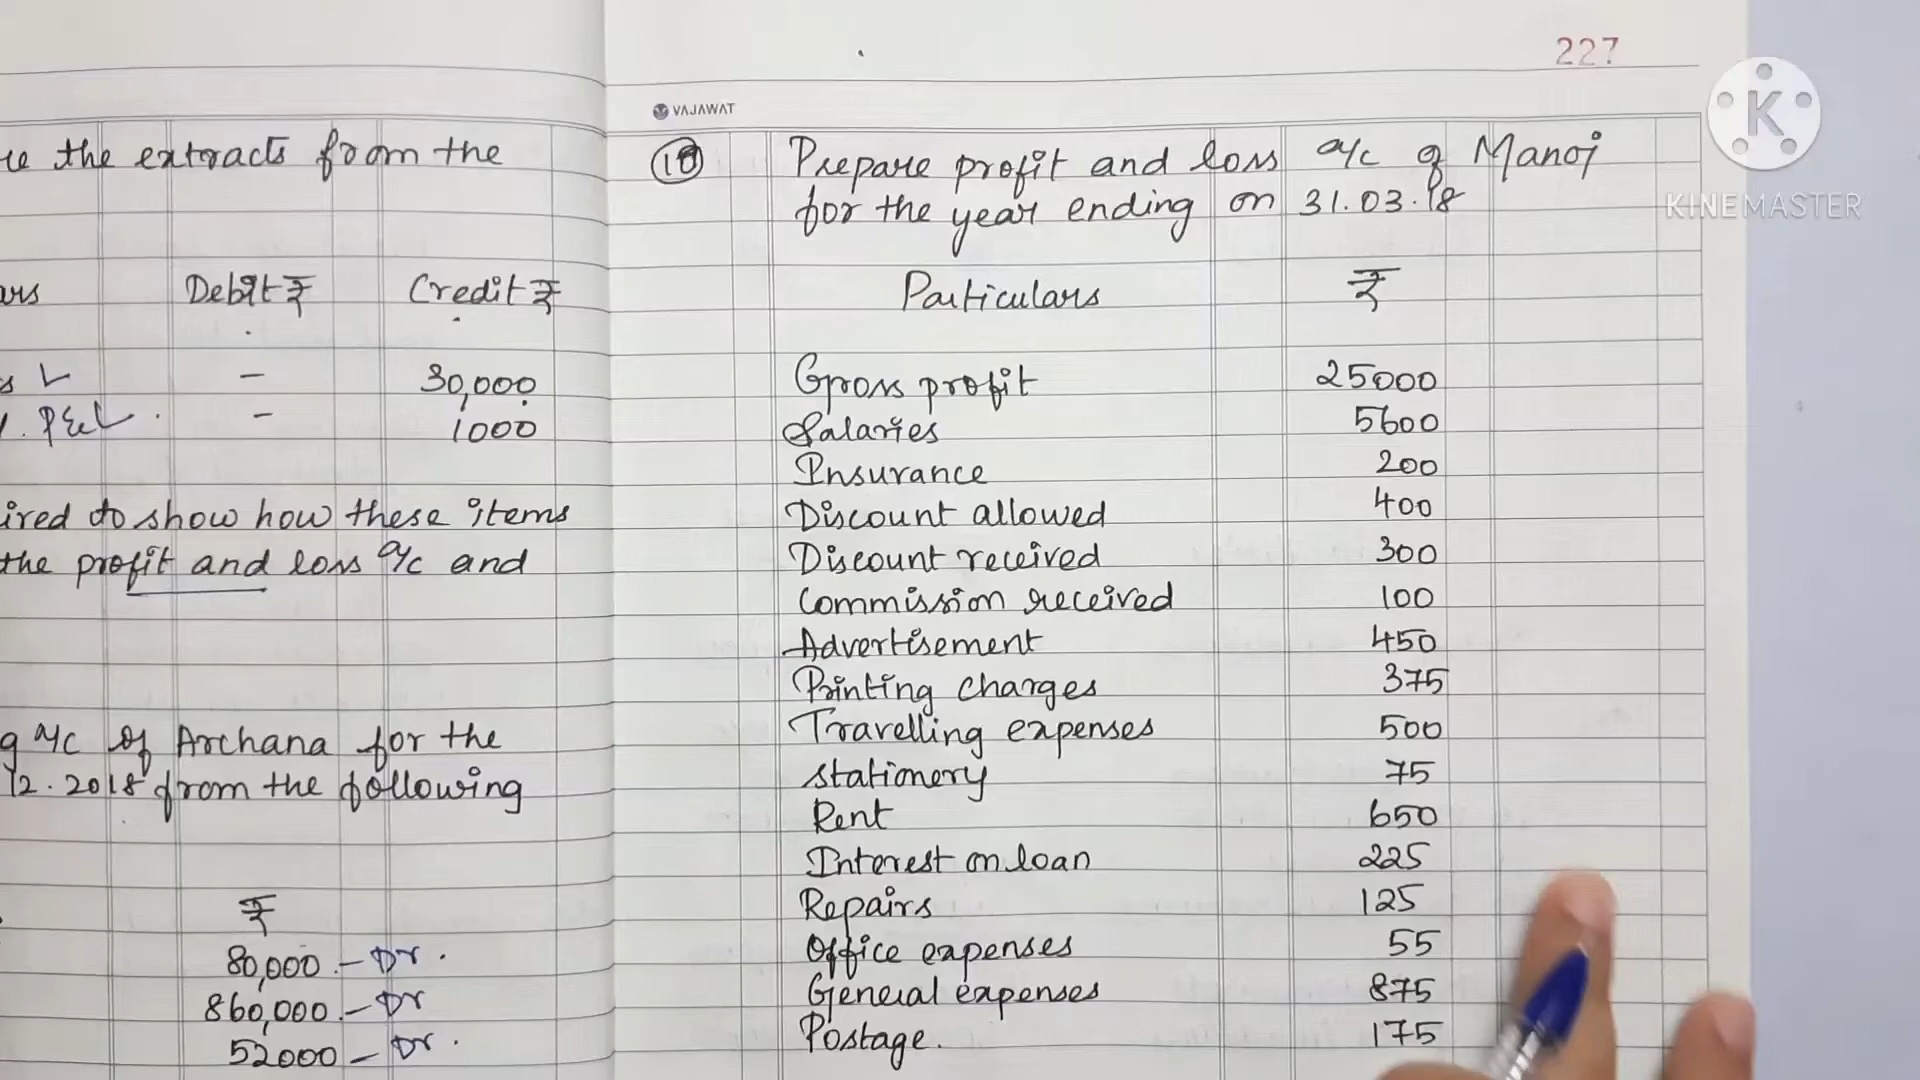 re the extracts from the
ars Debit ₹ Credit ₹
s - 30,000
. P&L . - 1000
ired to show how these items
the profit and loss a/c and
g a/c of Archana for the
12.2018 from the following
₹
80,000 - Dr.
860,000 - Dr
52000 - Dr.
227
VAJAWAT
10 Prepare profit and loss a/c of Manoj
for the year ending on 31.03.18
Particulars ₹
Gross profit 25000
Salaries 5600
Insurance 200
Discount allowed 400
Discount received 300
Commission received 100
Advertisement 450
Printing charges 375
Travelling expenses 500
Stationery 75
Rent 650
Interest on loan 225
Repairs 125
Office expenses 55
General expenses 875
Postage. 175
K
KINEMASTER